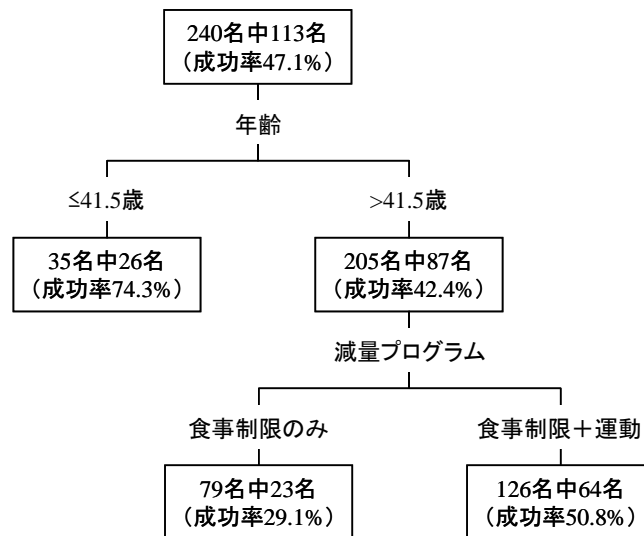 240名中113名
（成功率47.1%）
年齢
≤41.5歳
>41.5歳
35名中26名
（成功率74.3%）
205名中87名
（成功率42.4%）
減量プログラム
食事制限のみ
食事制限＋運動
79名中23名
（成功率29.1%）
126名中64名
（成功率50.8%）